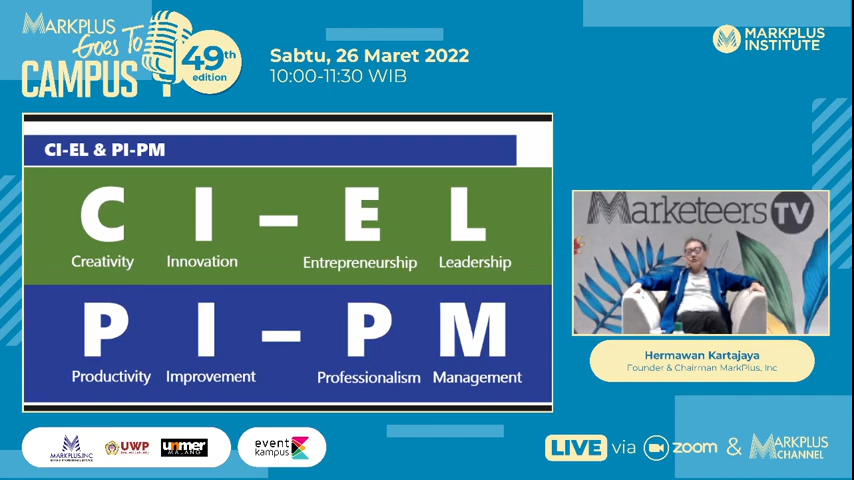 MARKPLUS
Goes To
CAMPUS
49th
edition
Sabtu, 26 Maret 2022
10:00-11:30 WIB
MARKPLUS
INSTITUTE
CI-EL & PI-PM
C I – E L
Creativity Innovation Entrepreneurship Leadership
P I – P M
Productivity Improvement Professionalism Management
Marketeers TV
Hermawan Kartajaya
Founder & Chairman MarkPlus, Inc
MARKPLUS.INC
UWP
unmer
MALANG
event
kampus
LIVE via zoom & MARKPLUS
CHANNEL